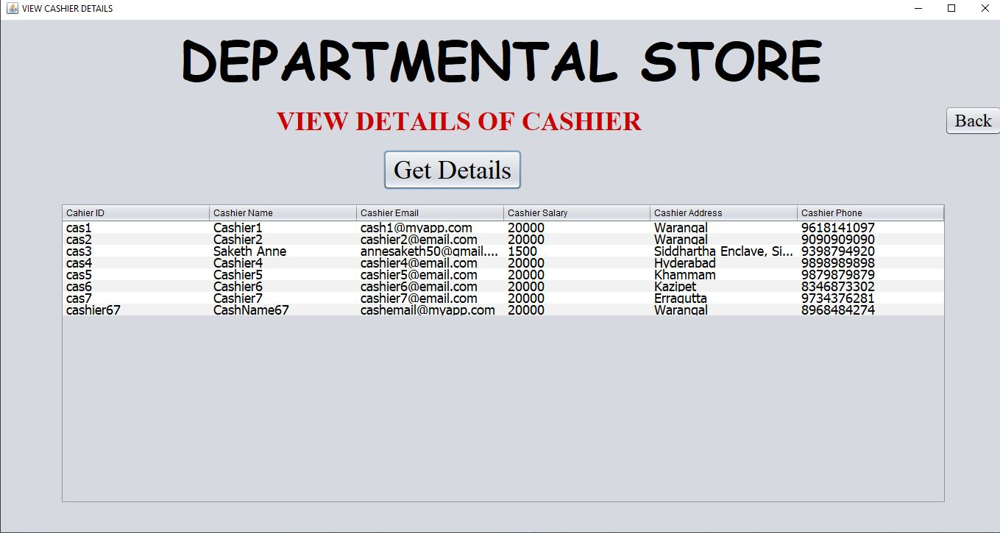 VIEW CASHIER DETAILS
DEPARTMENTAL STORE
VIEW DETAILS OF CASHIER
Back
Get Details
Cahier ID Cashier Name Cashier Email Cashier Salary Cashier Address Cashier Phone
cas1 Cashier1 cash1@myapp.com 20000 Warangal 9618141097
cas2 Cashier2 cashier2@email.com 20000 Warangal 9090909090
cas3 Saketh Anne annesaketh50@gmail.... 1500 Siddhartha Enclave, Si... 9398794920
cas4 Cashier4 cashier4@email.com 20000 Hyderabad 9898989898
cas5 Cashier5 cashier5@email.com 20000 Khammam 9879879879
cas6 Cashier6 cashier6@email.com 20000 Kazipet 8346873302
cas7 Cashier7 cashier7@email.com 20000 Erragutta 9734376281
cashier67 CashName67 cashemail@myapp.com 20000 Warangal 8968484274